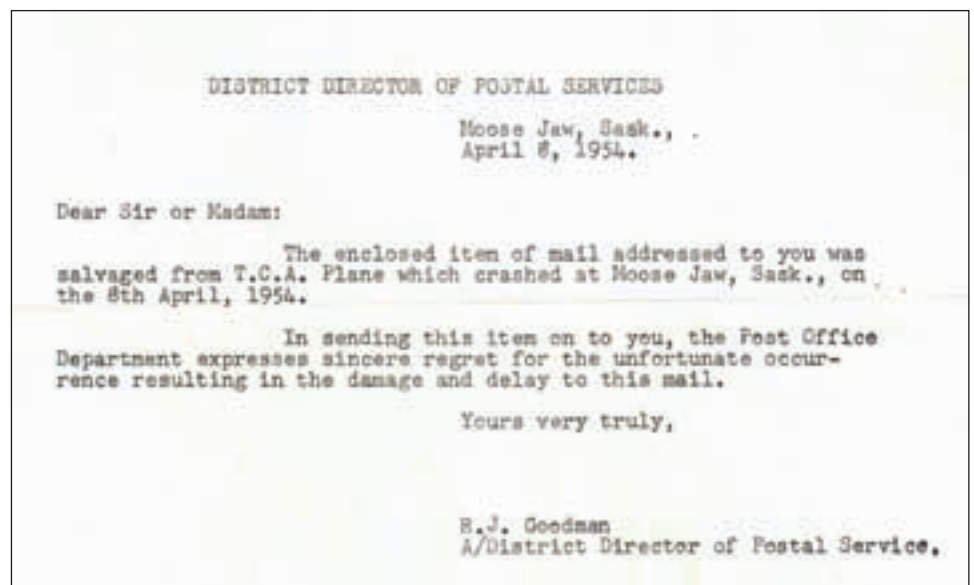 DISTRICT DIRECTOR OF POSTAL SERVICES
Moose Jaw, Sask.,
April 8, 1954.
Dear Sir or Madam:
The enclosed item of mail addressed to you was
salvaged from T.C.A. Plane which crashed at Moose Jaw, Sask., on
the 8th April, 1954.
In sending this item on to you, the Post Office
Department expresses sincere regret for the unfortunate occur-
rence resulting in the damage and delay to this mail.
Yours very truly,
R.J. Goodman
A/District Director of Postal Service.